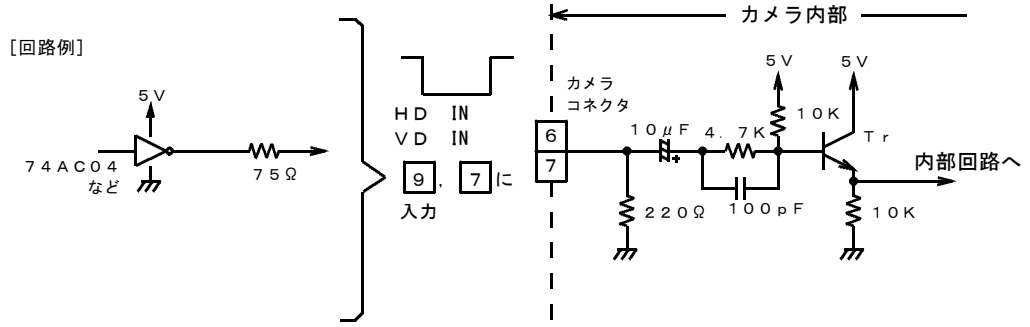 カメラ内部
[回路例]
5V
74AC04
など
75Ω
HD IN
VD IN
9, 7に
入力
カメラ
コネクタ
6
7
10μF
4.7K
100pF
220Ω
5V
10K
5V
Tr
内部回路へ
10K